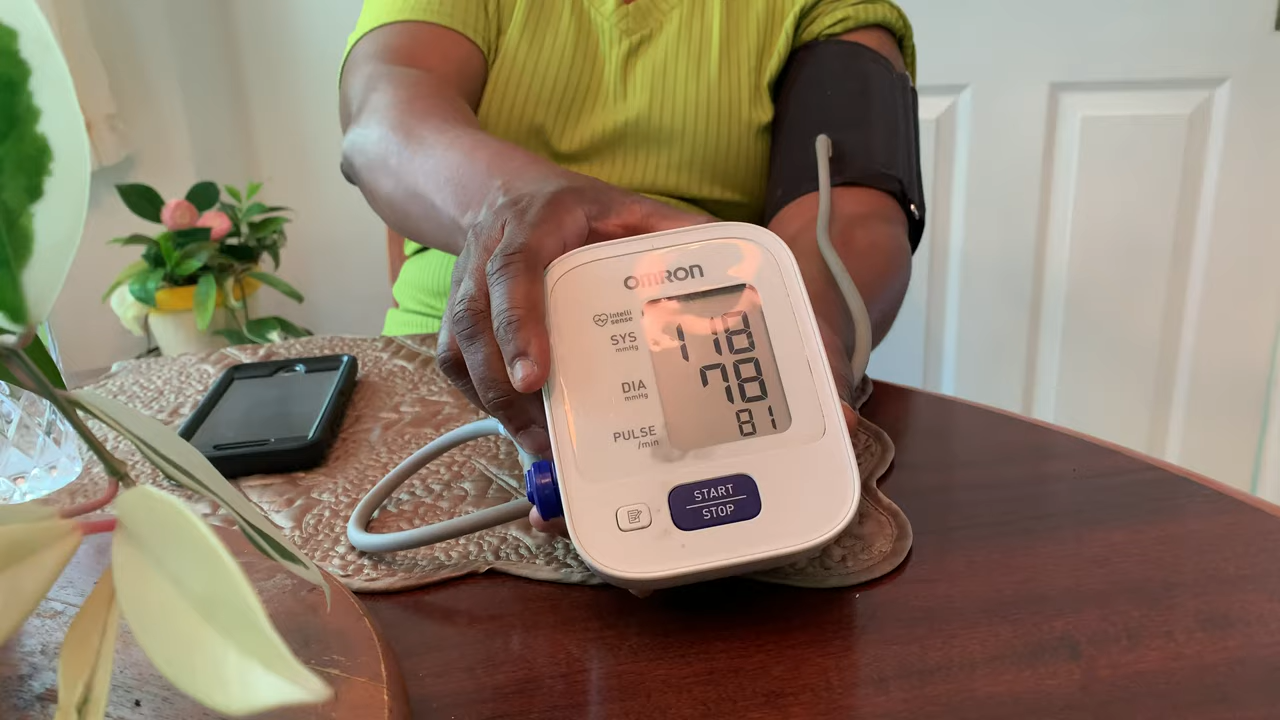 OMRON
Intelli
sense
SYS
mmHg
118
DIA
mmHg
78
PULSE
/min
81
START
STOP